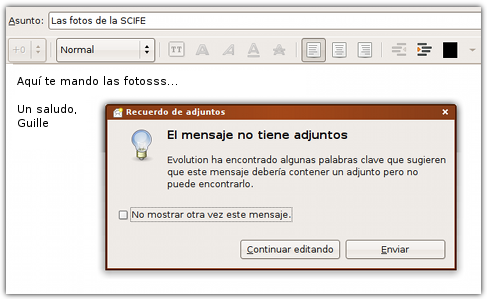 Asunto: Las fotos de la SCIFE
+0 Normal TT A A A A
Aquí te mando las fotosss...
Un saludo,
Guille
Recuerdo de adjuntos
El mensaje no tiene adjuntos
Evolution ha encontrado algunas palabras clave que sugieren
que este mensaje debería contener un adjunto pero no
puede encontrarlo.
No mostrar otra vez este mensaje.
Continuar editando Enviar